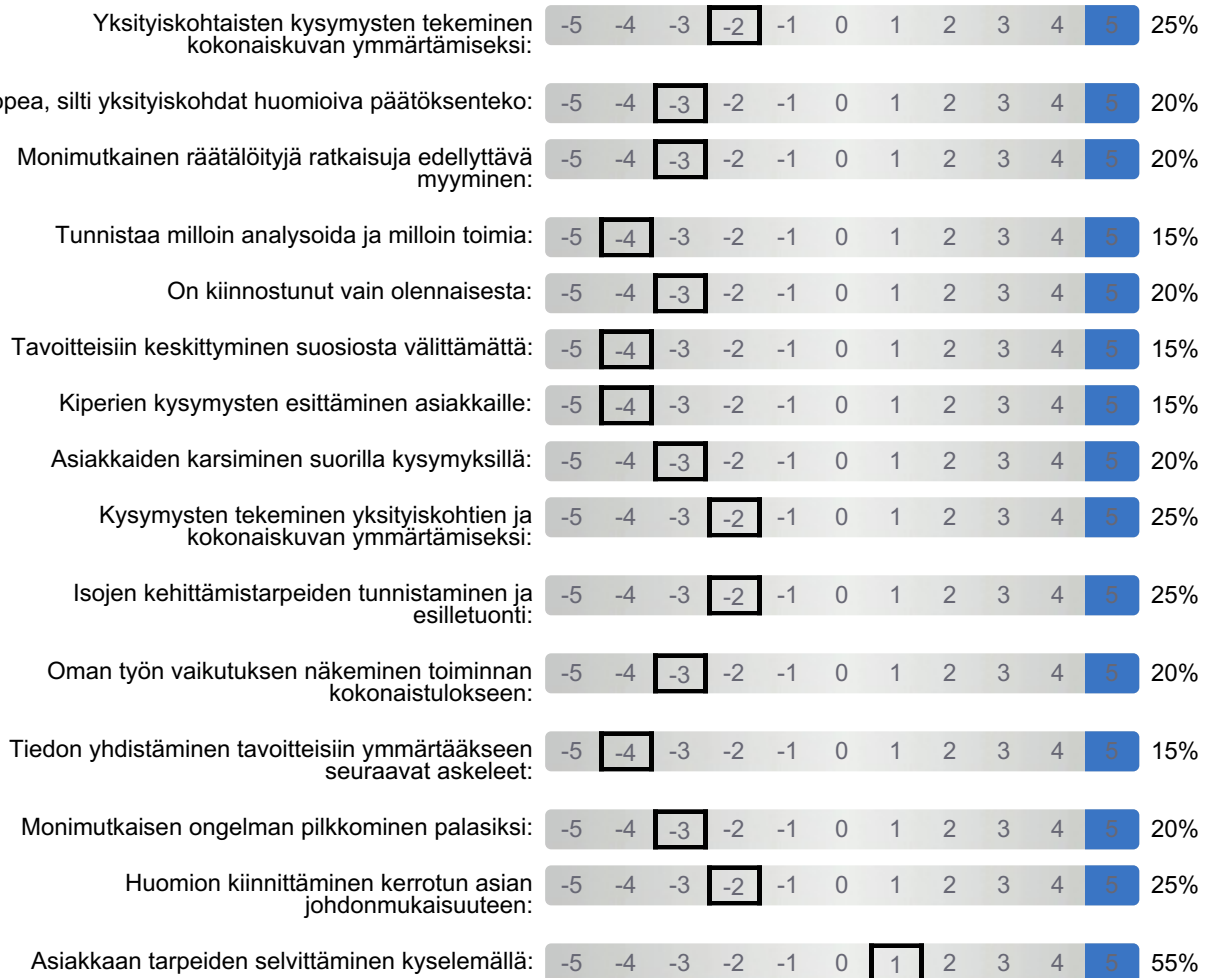 Yksityiskohtaisten kysymysten tekeminen
kokonaiskuvan ymmärtämiseksi:
-5 -4 -3 -2 -1 0 1 2 3 4 5 25%
silti yksityiskohdat huomioiva päätöksenteko:
-5 -4 -3 -2 -1 0 1 2 3 4 5 20%
Monimutkainen räätälöityjä ratkaisuja edellyttävä
myyminen:
-5 -4 -3 -2 -1 0 1 2 3 4 5 20%
Tunnistaa milloin analysoida ja milloin toimia:
-5 -4 -3 -2 -1 0 1 2 3 4 5 15%
On kiinnostunut vain olennaisesta:
-5 -4 -3 -2 -1 0 1 2 3 4 5 20%
Tavoitteisiin keskittyminen suosiosta välittämättä:
-5 -4 -3 -2 -1 0 1 2 3 4 5 15%
Kiperien kysymysten esittäminen asiakkaille:
-5 -4 -3 -2 -1 0 1 2 3 4 5 15%
Asiakkaiden karsiminen suorilla kysymyksillä:
-5 -4 -3 -2 -1 0 1 2 3 4 5 20%
Kysymysten tekeminen yksityiskohtien ja
kokonaiskuvan ymmärtämiseksi:
-5 -4 -3 -2 -1 0 1 2 3 4 5 25%
Isojen kehittämistarpeiden tunnistaminen ja
esilletuonti:
-5 -4 -3 -2 -1 0 1 2 3 4 5 25%
Oman työn vaikutuksen näkeminen toiminnan
kokonaistulokseen:
-5 -4 -3 -2 -1 0 1 2 3 4 5 20%
Tiedon yhdistäminen tavoitteisiin ymmärtääkseen
seuraavat askeleet:
-5 -4 -3 -2 -1 0 1 2 3 4 5 15%
Monimutkaisen ongelman pilkkominen palasiksi:
-5 -4 -3 -2 -1 0 1 2 3 4 5 20%
Huomion kiinnittäminen kerrotun asian
johdonmukaisuuteen:
-5 -4 -3 -2 -1 0 1 2 3 4 5 25%
Asiakkaan tarpeiden selvittäminen kyselemällä:
-5 -4 -3 -2 -1 0 1 2 3 4 5 55%